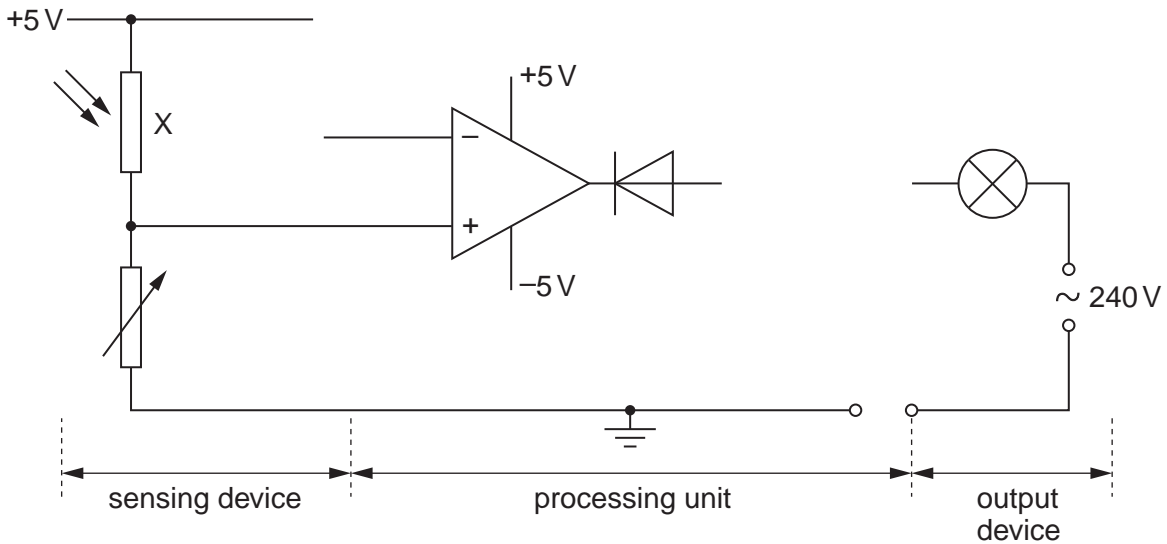 +5 V
+5 V
X
–
+
–5 V
~ 240 V
sensing device
processing unit
output
device